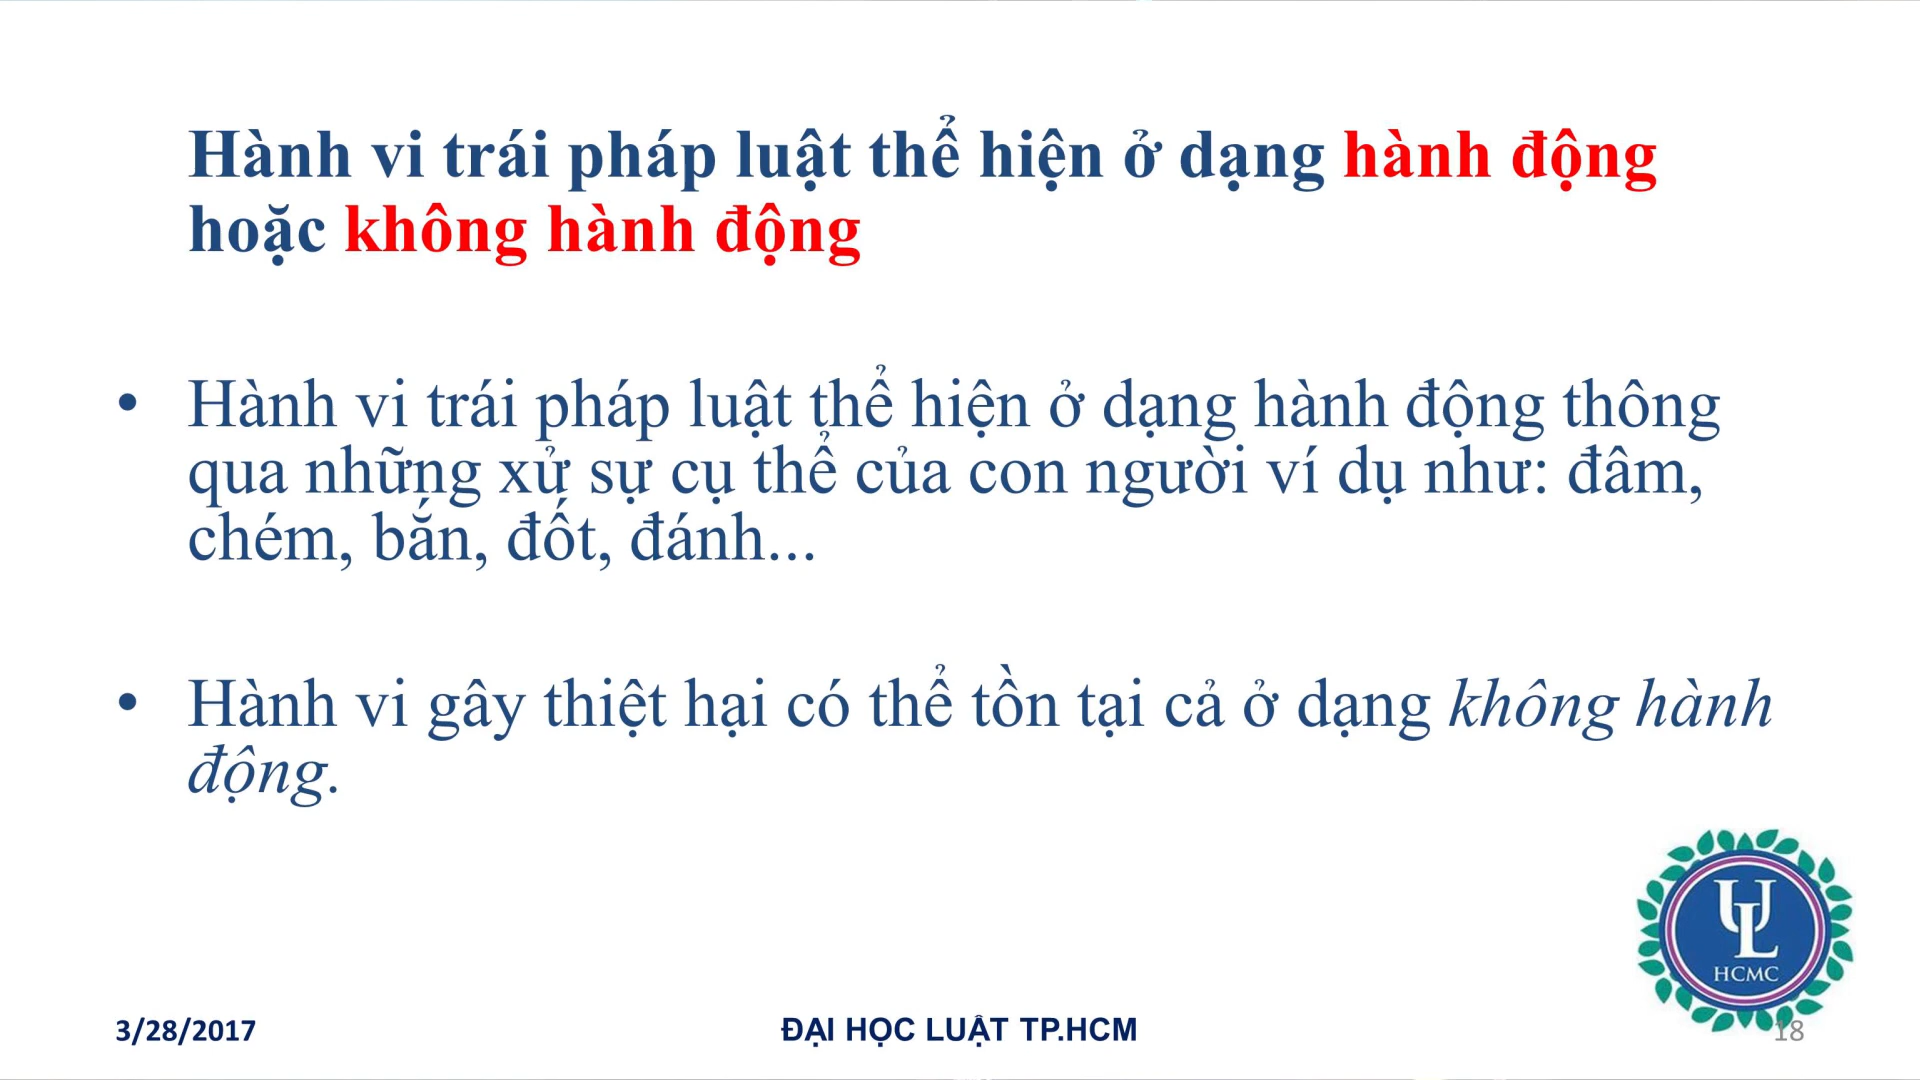 Hành vi trái pháp luật thể hiện ở dạng hành động
hoặc không hành động
• Hành vi trái pháp luật thể hiện ở dạng hành động thông
qua những xử sự cụ thể của con người ví dụ như: đâm,
chém, bắn, đốt, đánh...
• Hành vi gây thiệt hại có thể tồn tại cả ở dạng không hành
động.
UL
HCMC
3/28/2017
ĐẠI HỌC LUẬT TP.HCM
18